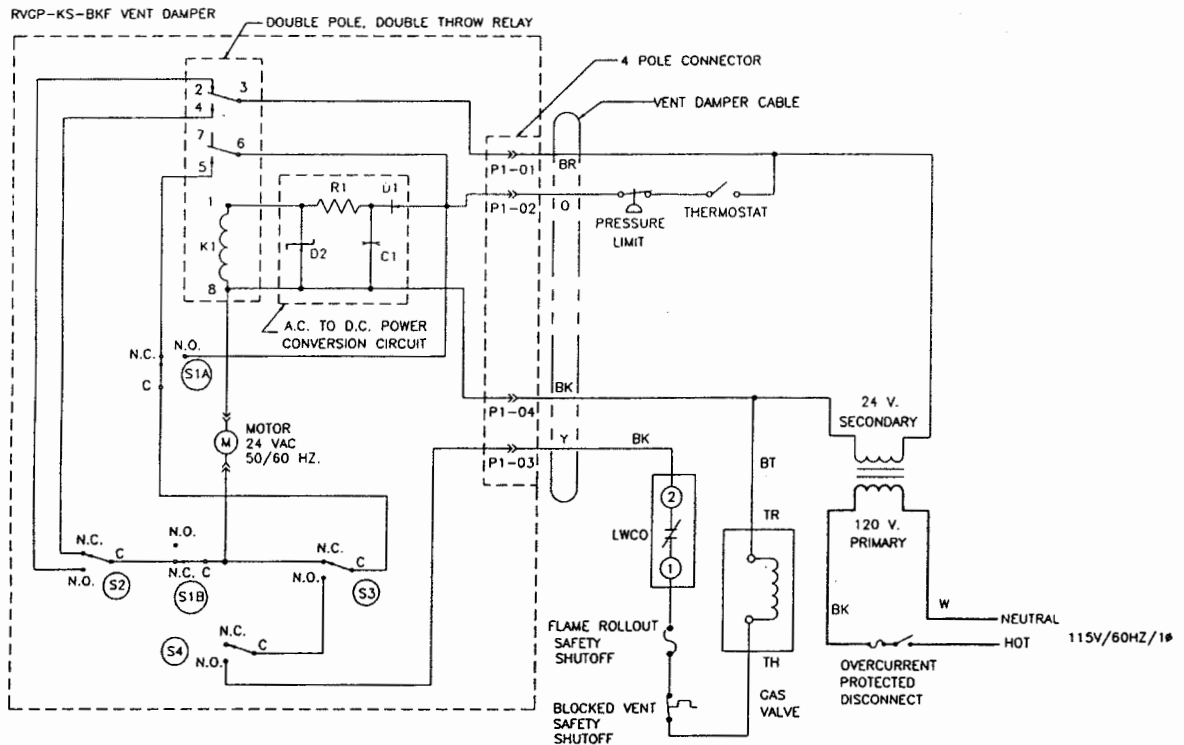 RVGP-KS-BKF VENT DAMPER
DOUBLE POLE, DOUBLE THROW RELAY
4 POLE CONNECTOR
VENT DAMPER CABLE
2
3
4
7
6
5
P1-01
BR
R1
D1
1
P1-02
O
PRESSURE
LIMIT
THERMOSTAT
K1
D2
C1
8
A.C. TO D.C. POWER
CONVERSION CIRCUIT
N.C.
N.O.
S1A
C
BK
P1-04
24 V.
SECONDARY
M
MOTOR
24 VAC
50/60 HZ.
Y
BK
P1-03
BT
2
LWCO
1
TR
120 V.
PRIMARY
N.O.
N.C.
C
N.C.
C
N.O.
S2
N.C.
C
S1B
N.O.
S3
BK
W
NEUTRAL
HOT
115V/60HZ/1ø
S4
N.C.
C
N.O.
FLAME ROLLOUT
SAFETY
SHUTOFF
TH
OVERCURRENT
PROTECTED
DISCONNECT
BLOCKED VENT
SAFETY
SHUTOFF
GAS
VALVE